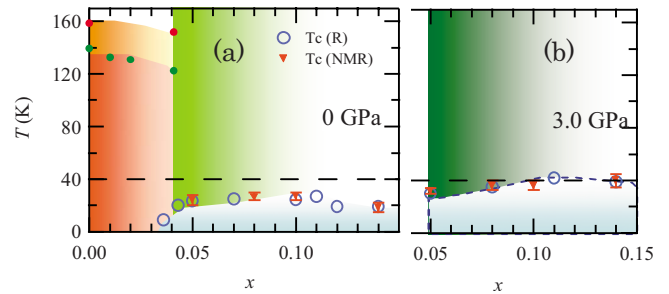 160
120
80
40
0
T (K)
(a)
Tc (R)
Tc (NMR)
0 GPa
0.00
0.05
0.10
x
(b)
3.0 GPa
0.05
0.10
0.15
x